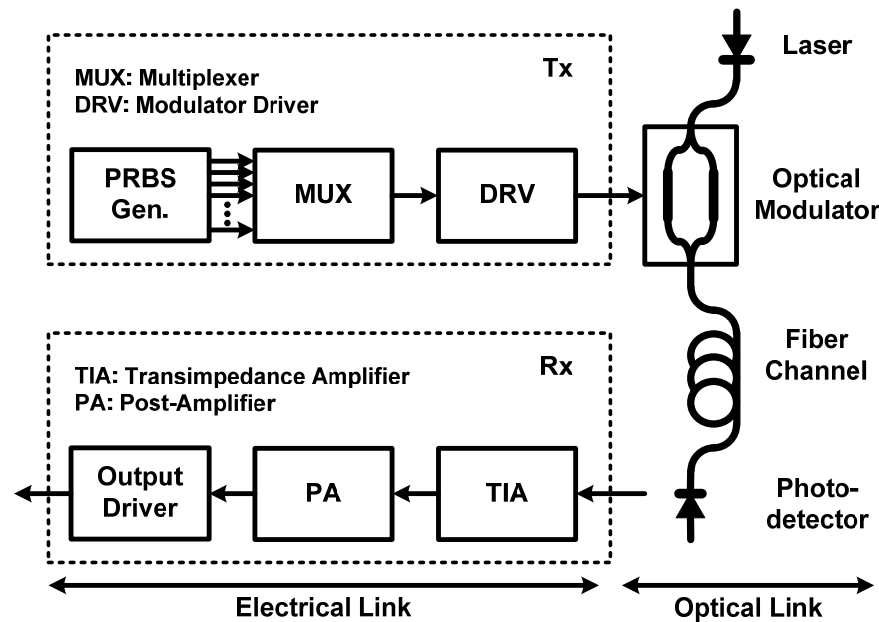 Tx
MUX: Multiplexer
DRV: Modulator Driver
PRBS
Gen.
MUX
DRV
Laser
Optical
Modulator
Fiber
Channel
Photo-
detector
Rx
TIA: Transimpedance Amplifier
PA: Post-Amplifier
Output
Driver
PA
TIA
Electrical Link
Optical Link